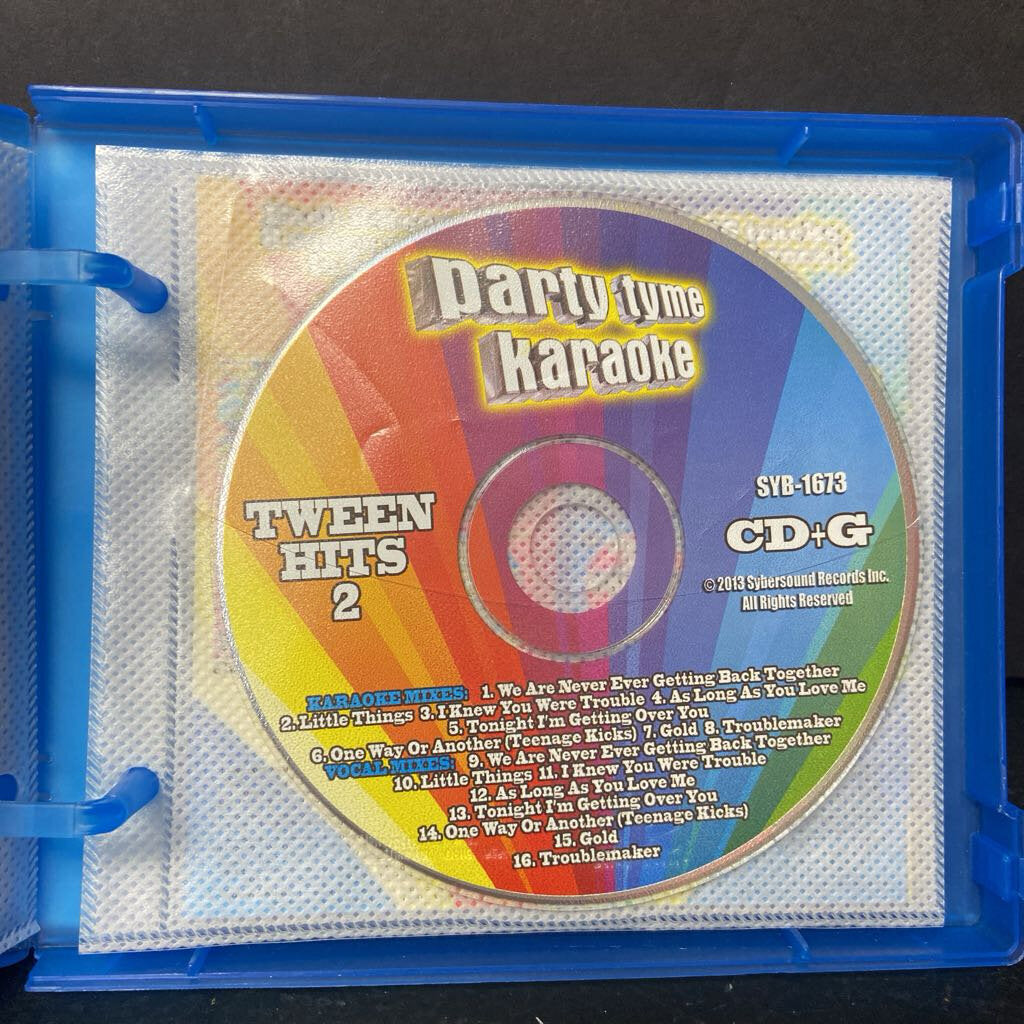 party tyme
karaoke
TWEEN
HITS
2
SYB-1673
CD+G
© 2013 Sybersound Records Inc.
All Rights Reserved
KARAOKE MIXES: 1. We Are Never Ever Getting Back Together
2. Little Things 3. I Knew You Were Trouble 4. As Long As You Love Me
5. Tonight I'm Getting Over You
6. One Way Or Another (Teenage Kicks) 7. Gold 8. Troublemaker
VOCAL MIXES: 9. We Are Never Ever Getting Back Together
10. Little Things 11. I Knew You Were Trouble
12. As Long As You Love Me
13. Tonight I'm Getting Over You
14. One Way Or Another (Teenage Kicks)
15. Gold
16. Troublemaker
tracks